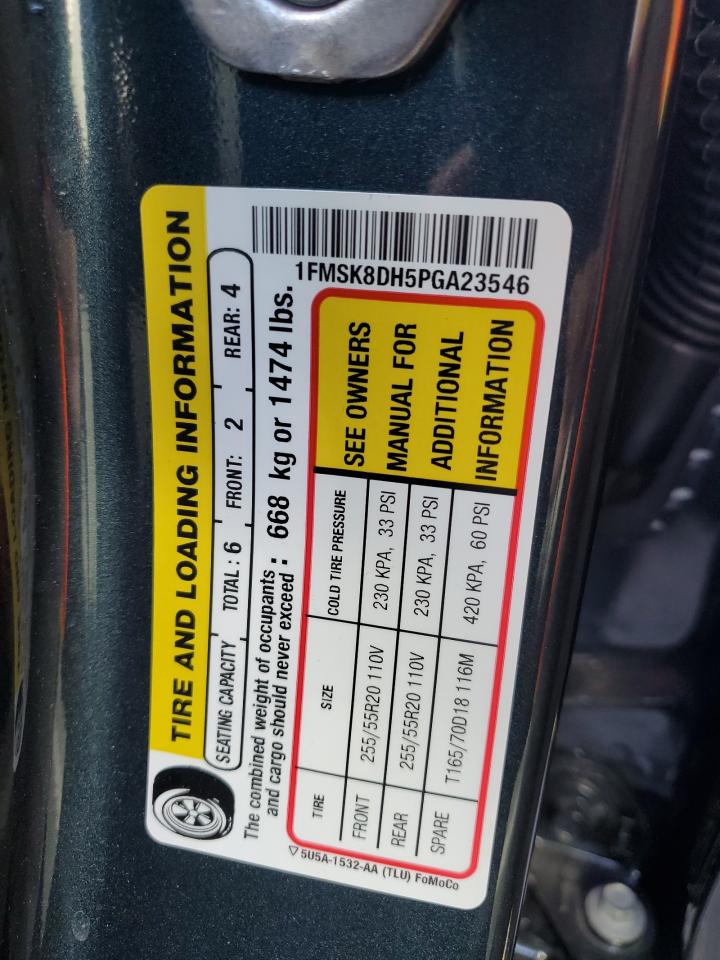 TIRE AND LOADING INFORMATION
SEATING CAPACITY TOTAL : 6 FRONT: 2 REAR: 4
The combined weight of occupants
and cargo should never exceed : 668 kg or 1474 lbs.
1FMSK8DH5PGA23546
TIRE SIZE COLD TIRE PRESSURE
FRONT 255/55R20 110V 230 KPA, 33 PSI
REAR 255/55R20 110V 230 KPA, 33 PSI
SPARE T165/70D18 116M 420 KPA, 60 PSI
SEE OWNERS
MANUAL FOR
ADDITIONAL
INFORMATION
5U5A-1532-AA (TLU) FoMoCo